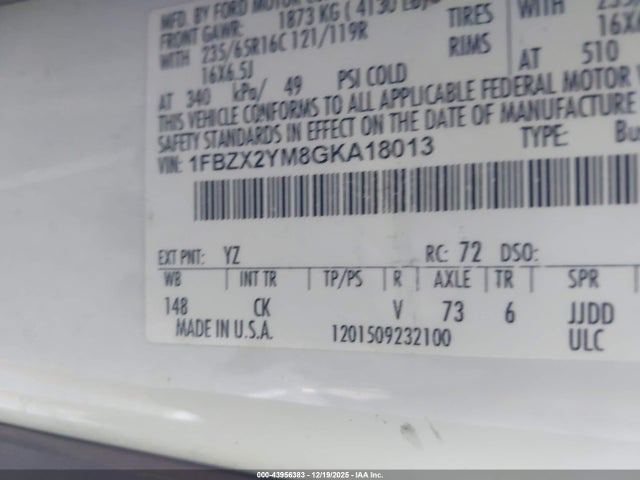 MFD. BY FORD MOTOR
FRONT GAWR: 1873 KG ( 4130 LB)
WITH 235/65R16C 121/119R TIRES WITH
16X6.5J RIMS 16X
AT 340 kPa/ 49 PSI COLD AT 510
THIS VEHICLE CONFORMS TO ALL APPLICABLE FEDERAL MOTOR
SAFETY STANDARDS IN EFFECT ON THE DATE OF MANUFACTURE
VIN: 1FBZX2YM8GKA18013 TYPE:
EXT PNT: YZ RC: 72 DSO:
WB INT TR TP/PS R AXLE TR SPR
148 CK V 73 6 JJDD
MADE IN U.S.A. 1201509232100 ULC
000-43956383 - 12/19/2025 - IAA Inc.